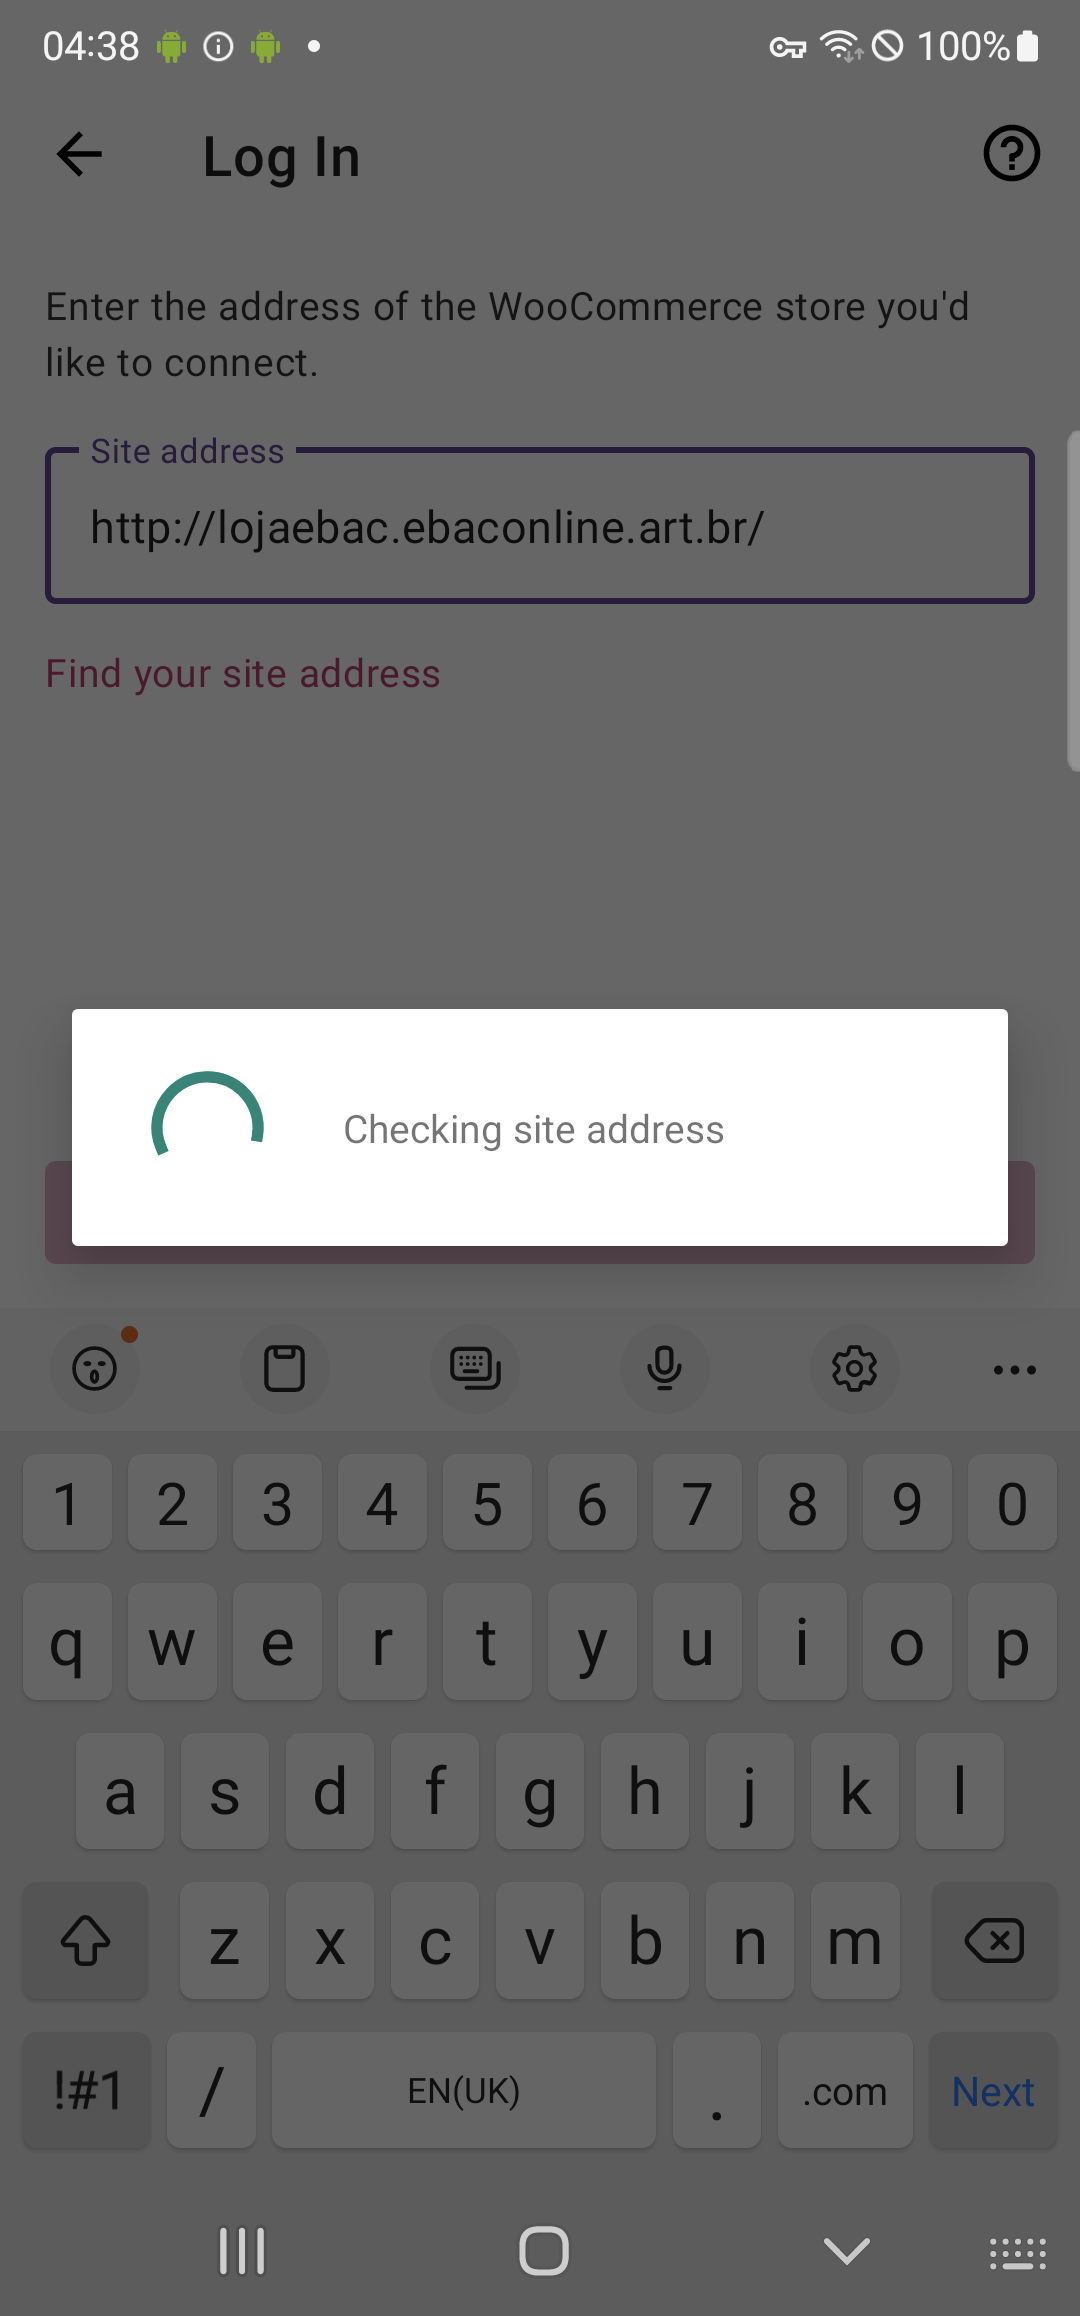 04:38
100%
Log In
Enter the address of the WooCommerce store you'd
like to connect.
Site address
http://lojaebac.ebaconline.art.br/
Find your site address
Checking site address
1 2 3 4 5 6 7 8 9 0
q w e r t y u i o p
a s d f g h j k l
z x c v b n m
!#1 / EN(UK) . .com Next